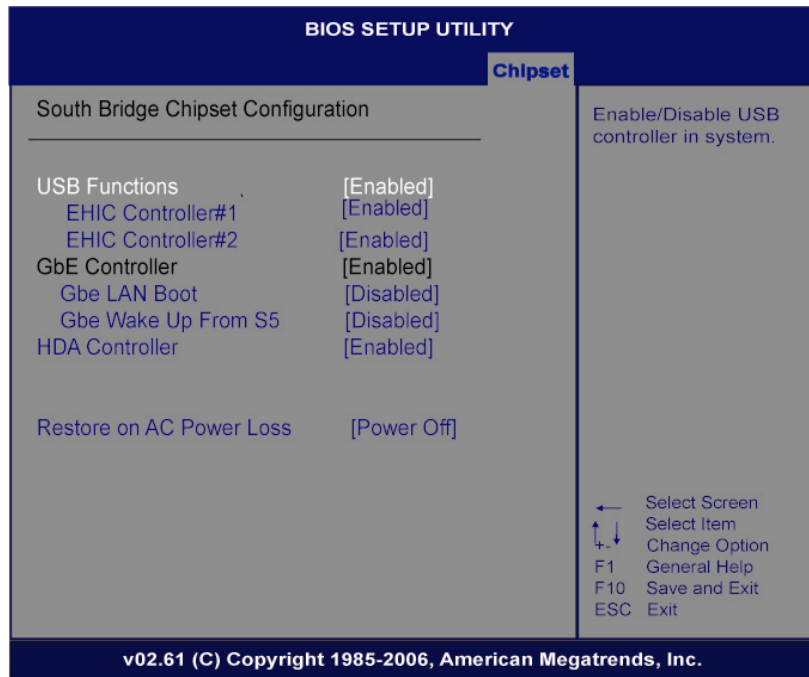 BIOS SETUP UTILITY
Chipset
South Bridge Chipset Configuration
USB Functions [Enabled]
EHIC Controller#1 [Enabled]
EHIC Controller#2 [Enabled]
GbE Controller [Enabled]
Gbe LAN Boot [Disabled]
Gbe Wake Up From S5 [Disabled]
HDA Controller [Enabled]
Restore on AC Power Loss [Power Off]
Enable/Disable USB
controller in system.
← Select Screen
↑↓ Select Item
+- Change Option
F1 General Help
F10 Save and Exit
ESC Exit
v02.61 (C) Copyright 1985-2006, American Megatrends, Inc.